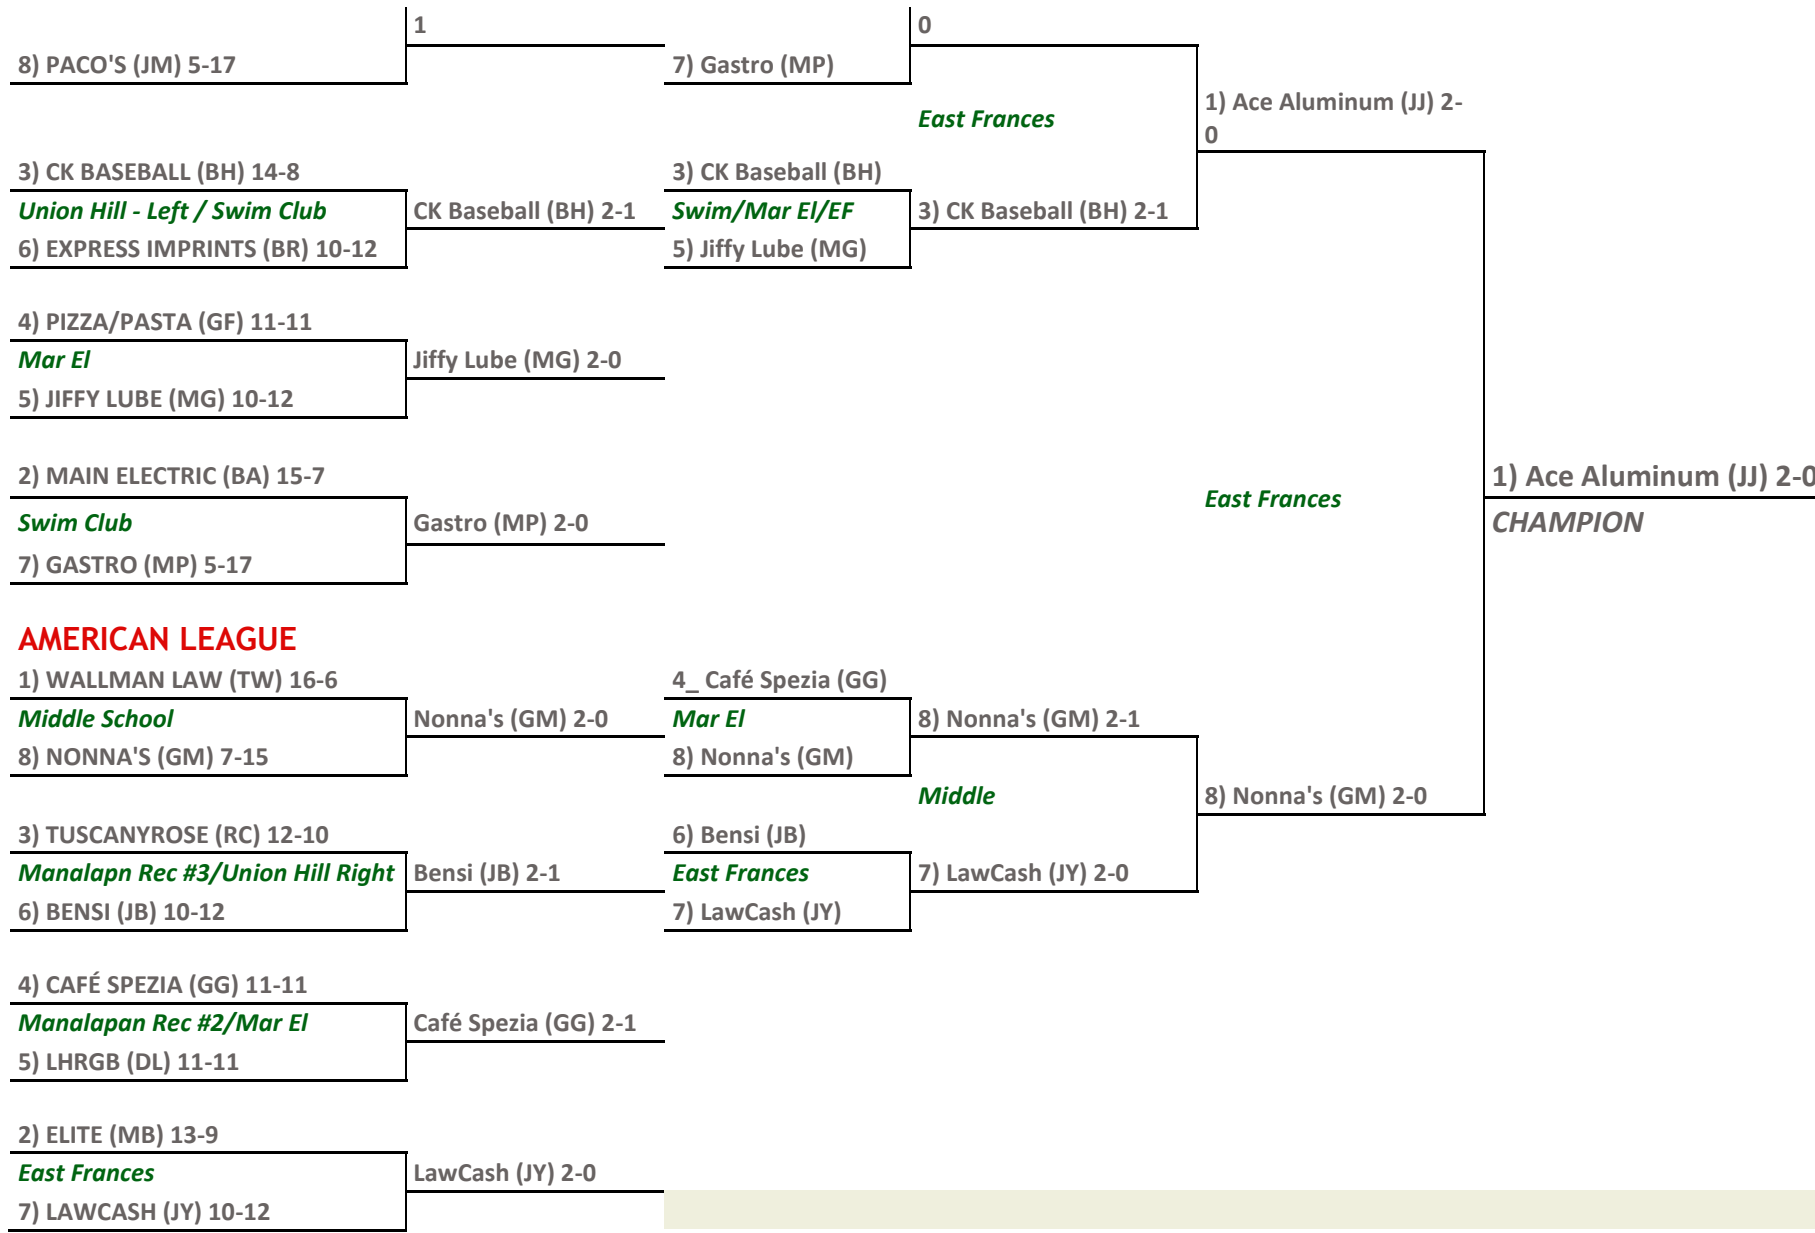 1
0
8) PACO'S (JM) 5-17
7) Gastro (MP)
East Frances
1) Ace Aluminum (JJ) 2-
0
3) CK BASEBALL (BH) 14-8
3) CK Baseball (BH)
Union Hill - Left / Swim Club
CK Baseball (BH) 2-1
Swim/Mar El/EF
3) CK Baseball (BH) 2-1
6) EXPRESS IMPRINTS (BR) 10-12
5) Jiffy Lube (MG)
4) PIZZA/PASTA (GF) 11-11
Mar El
Jiffy Lube (MG) 2-0
5) JIFFY LUBE (MG) 10-12
2) MAIN ELECTRIC (BA) 15-7
1) Ace Aluminum (JJ) 2-0
East Frances
Swim Club
Gastro (MP) 2-0
CHAMPION
7) GASTRO (MP) 5-17
AMERICAN LEAGUE
1) WALLMAN LAW (TW) 16-6
4_ Café Spezia (GG)
Middle School
Nonna's (GM) 2-0
Mar El
8) Nonna's (GM) 2-1
8) NONNA'S (GM) 7-15
8) Nonna's (GM)
Middle
8) Nonna's (GM) 2-0
3) TUSCANYROSE (RC) 12-10
6) Bensi (JB)
Manalapn Rec #3/Union Hill Right
Bensi (JB) 2-1
East Frances
7) LawCash (JY) 2-0
6) BENSI (JB) 10-12
7) LawCash (JY)
4) CAFÉ SPEZIA (GG) 11-11
Manalapan Rec #2/Mar El
Café Spezia (GG) 2-1
5) LHRGB (DL) 11-11
2) ELITE (MB) 13-9
East Frances
LawCash (JY) 2-0
7) LAWCASH (JY) 10-12